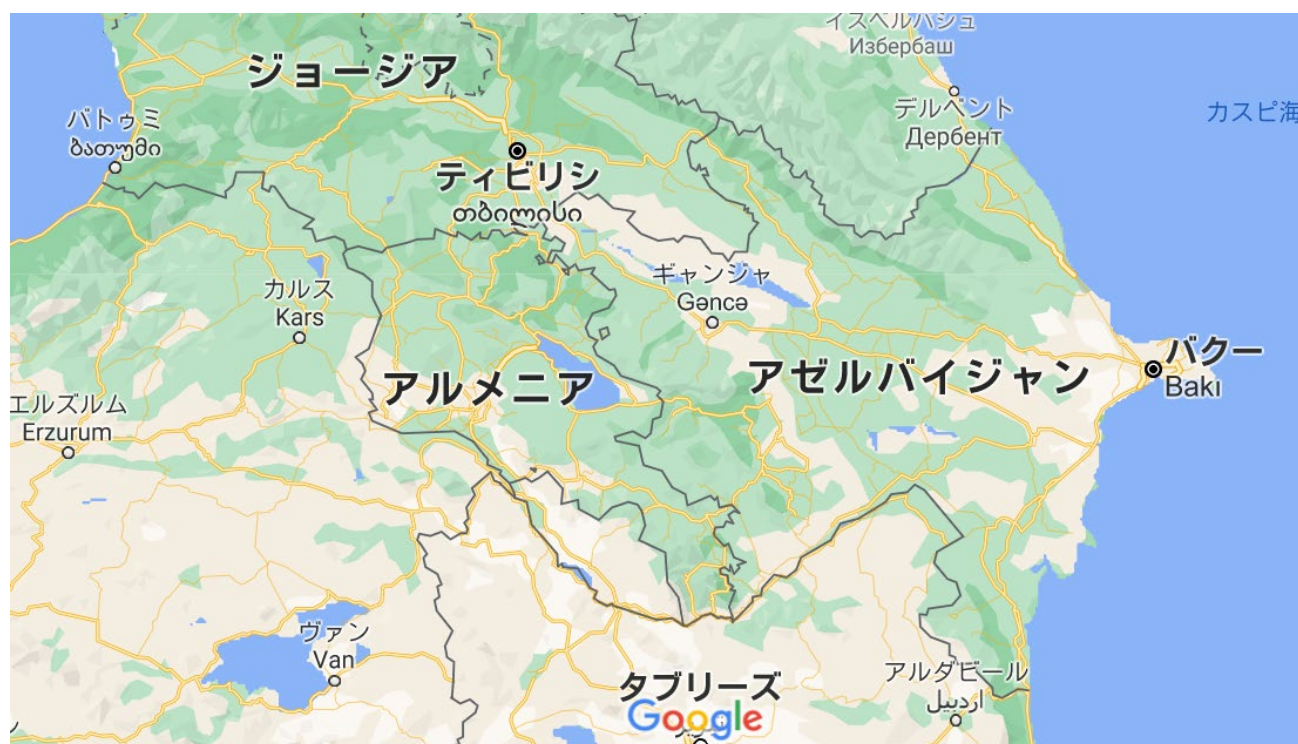 イスベルバシュ
Избербаш
ジョージア
バトゥミ
ბათუმი
デルベント
Дербент
カスピ海
ティビリシ
თბილისი
ギャンジャ
Gəncə
カルス
Kars
バクー
Bakı
アルメニア
アゼルバイジャン
エルズルム
Erzurum
ヴァン
Van
タブリーズ
アルダビール
اردبیل
Google